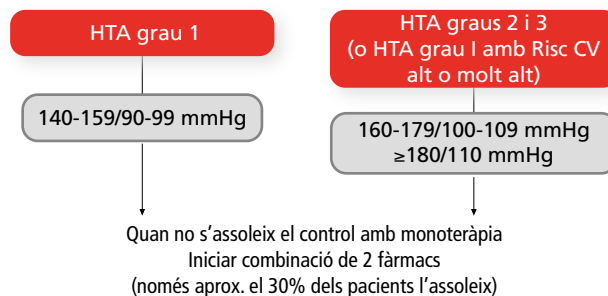 HTA grau 1
140-159/90-99 mmHg
HTA graus 2 i 3
(o HTA grau I amb Risc CV
alt o molt alt)
160-179/100-109 mmHg
≥180/110 mmHg
Quan no s’assoleix el control amb monoteràpia
Iniciar combinació de 2 fàrmacs
(només aprox. el 30% dels pacients l’assoleix)